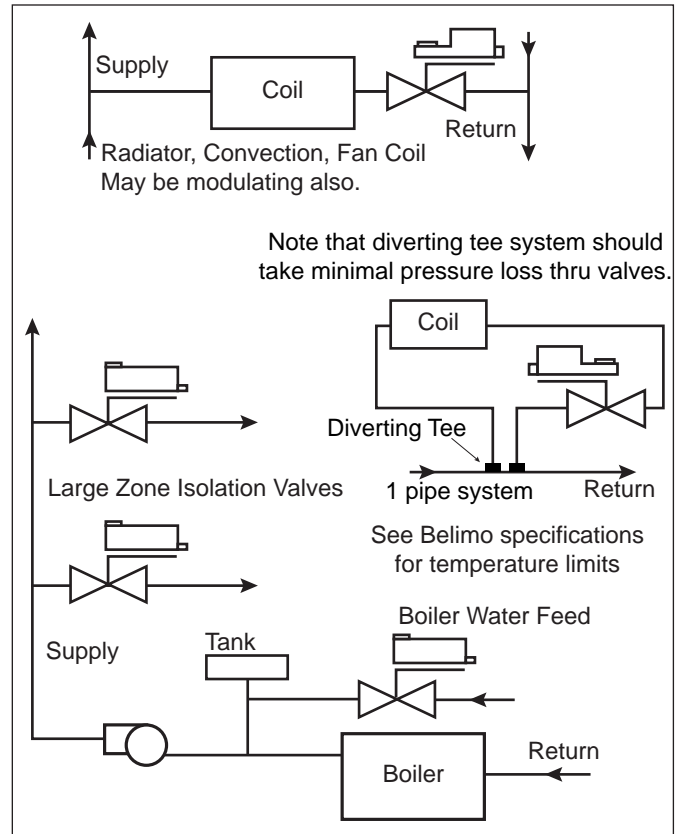 Supply
Coil
Return
Radiator, Convection, Fan Coil
May be modulating also.
Note that diverting tee system should
take minimal pressure loss thru valves.
Coil
Diverting Tee
1 pipe system
Return
Large Zone Isolation Valves
See Belimo specifications
for temperature limits
Boiler Water Feed
Tank
Supply
Return
Boiler